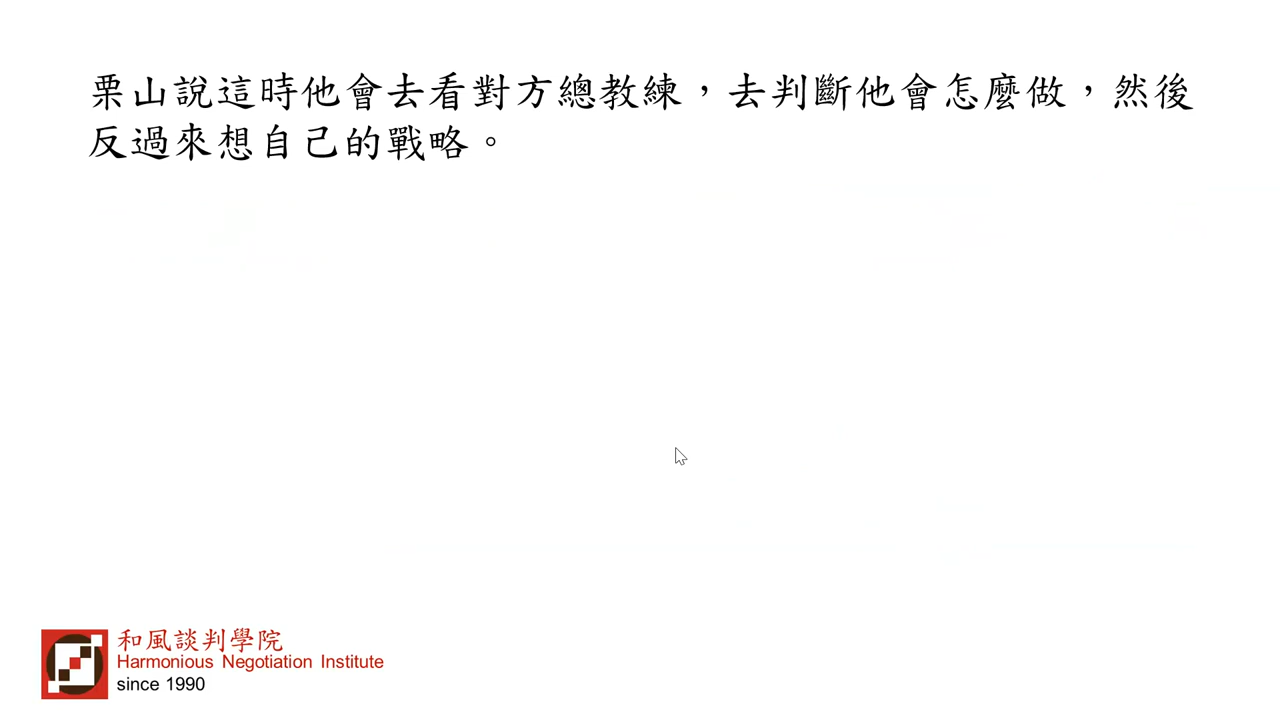 栗山說這時他會去看對方總教練，去判斷他會怎麼做，然後
反過來想自己的戰略。
和風談判學院
Harmonious Negotiation Institute
since 1990